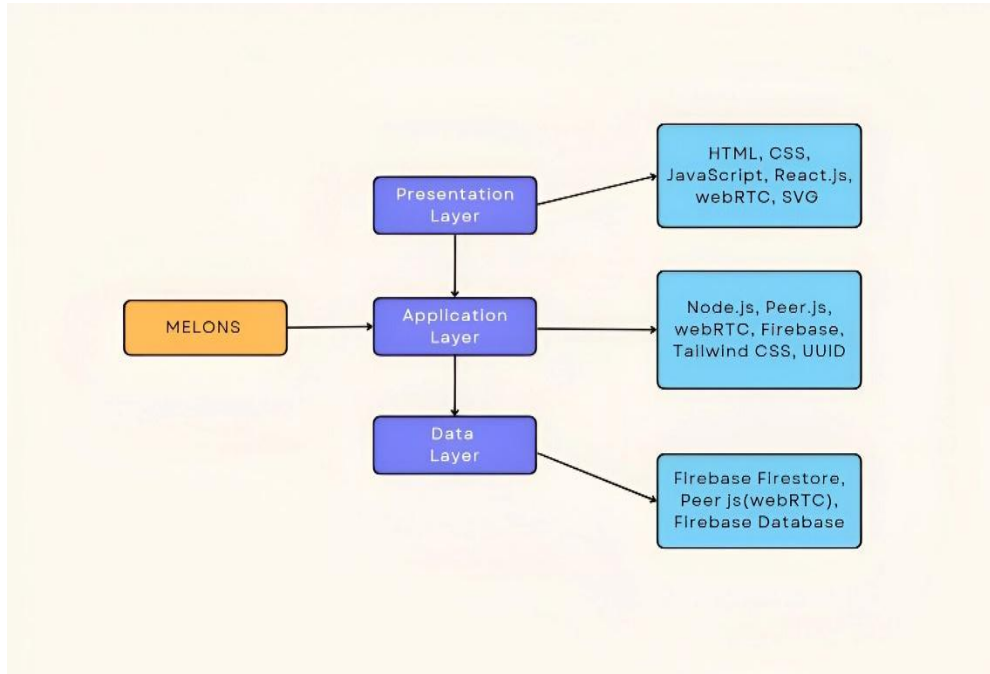 HTML, CSS,
JavaScript, React.js,
webRTC, SVG
Presentation
Layer
MELONS
Application
Layer
Node.js, Peer.js,
webRTC, Firebase,
Tailwind CSS, UUID
Data
Layer
Firebase Firestore,
Peer js(webRTC),
Firebase Database